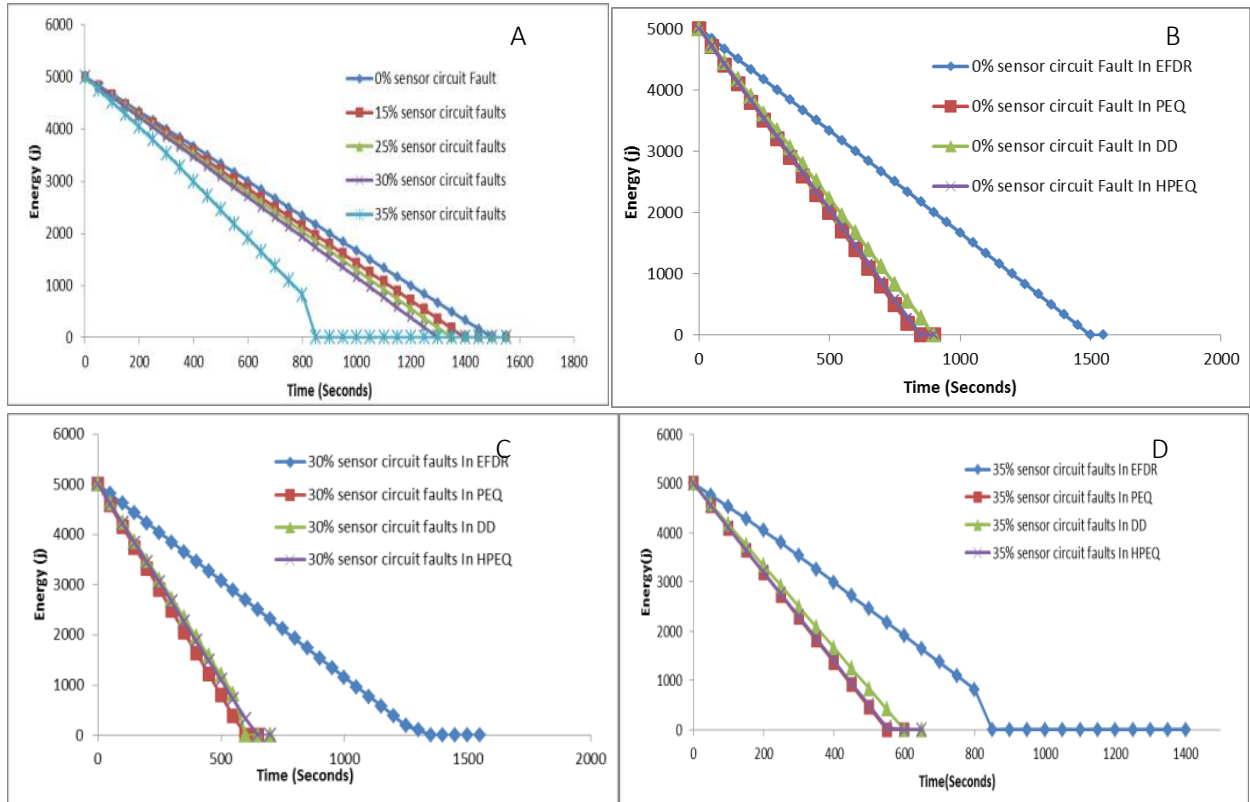 A
6000
5000
4000
3000
2000
1000
0
Energy (j)
0 200 400 600 800 1000 1200 1400 1600 1800
Time (Seconds)
0% sensor circuit Fault
15% sensor circuit faults
25% sensor circuit faults
30% sensor circuit faults
35% sensor circuit faults
B
5000
4000
3000
2000
1000
0
Energy (j)
0 500 1000 1500 2000
Time (Seconds)
0% sensor circuit Fault In EFDR
0% sensor circuit Fault In PEQ
0% sensor circuit Fault In DD
0% sensor circuit Fault In HPEQ
C
6000
5000
4000
3000
2000
1000
0
Energy (j)
0 500 1000 1500 2000
Time (Seconds)
30% sensor circuit faults In EFDR
30% sensor circuit faults In PEQ
30% sensor circuit faults In DD
30% sensor circuit faults In HPEQ
D
6000
5000
4000
3000
2000
1000
0
Energy(j)
0 200 400 600 800 1000 1200 1400
Time(Seconds)
35% sensor circuit faults In EFDR
35% sensor circuit faults In PEQ
35% sensor circuit faults In DD
35% sensor circuit faults In HPEQ